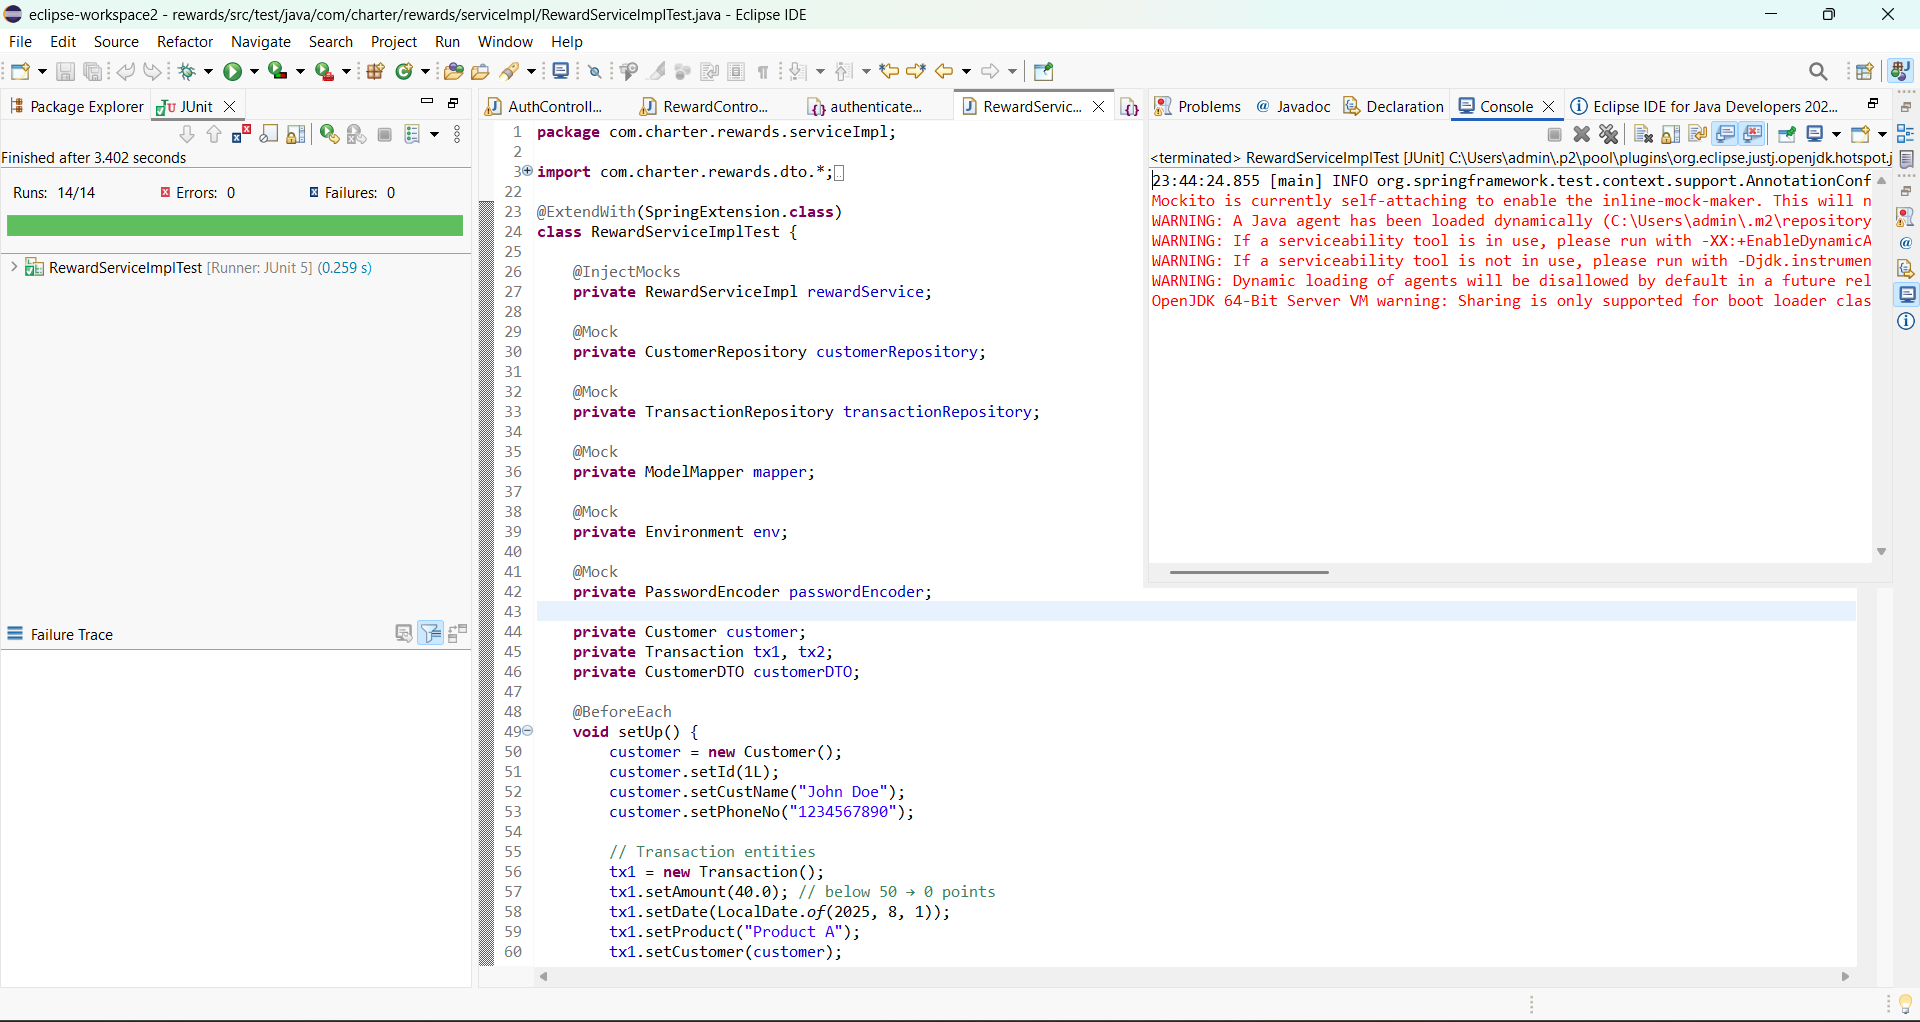 eclipse-workspace2 - rewards/src/test/java/com/charter/rewards/serviceImpl/RewardServiceImplTest.java - Eclipse IDE
File Edit Source Refactor Navigate Search Project Run Window Help
Package Explorer JUnit
Finished after 3.402 seconds
Runs: 14/14 Errors: 0 Failures: 0
RewardServiceImplTest [Runner: JUnit 5] (0.259 s)
Failure Trace
AuthControll... RewardContro... authenticate... RewardServic...
1 package com.charter.rewards.serviceImpl;
2
3 import com.charter.rewards.dto.*;
22
23 @ExtendWith(SpringExtension.class)
24 class RewardServiceImplTest {
25
26 @InjectMocks
27 private RewardServiceImpl rewardService;
28
29 @Mock
30 private CustomerRepository customerRepository;
31
32 @Mock
33 private TransactionRepository transactionRepository;
34
35 @Mock
36 private ModelMapper mapper;
37
38 @Mock
39 private Environment env;
40
41 @Mock
42 private PasswordEncoder passwordEncoder;
43
44 private Customer customer;
45 private Transaction tx1, tx2;
46 private CustomerDTO customerDTO;
47
48 @BeforeEach
49 void setUp() {
50 customer = new Customer();
51 customer.setId(1L);
52 customer.setCustName("John Doe");
53 customer.setPhoneNo("1234567890");
54
55 // Transaction entities
56 tx1 = new Transaction();
57 tx1.setAmount(40.0); // below 50 → 0 points
58 tx1.setDate(LocalDate.of(2025, 8, 1));
59 tx1.setProduct("Product A");
60 tx1.setCustomer(customer);
Problems Javadoc Declaration Console Eclipse IDE for Java Developers 202...
<terminated> RewardServiceImplTest [JUnit] C:\Users\admin\.p2\pool\plugins\org.eclipse.justj.openjdk.hotspot.j
23:44:24.855 [main] INFO org.springframework.test.context.support.AnnotationConf
Mockito is currently self-attaching to enable the inline-mock-maker. This will n
WARNING: A Java agent has been loaded dynamically (C:\Users\admin\.m2\repository
WARNING: If a serviceability tool is in use, please run with -XX:+EnableDynamicA
WARNING: If a serviceability tool is not in use, please run with -Djdk.instrumen
WARNING: Dynamic loading of agents will be disallowed by default in a future rel
OpenJDK 64-Bit Server VM warning: Sharing is only supported for boot loader clas